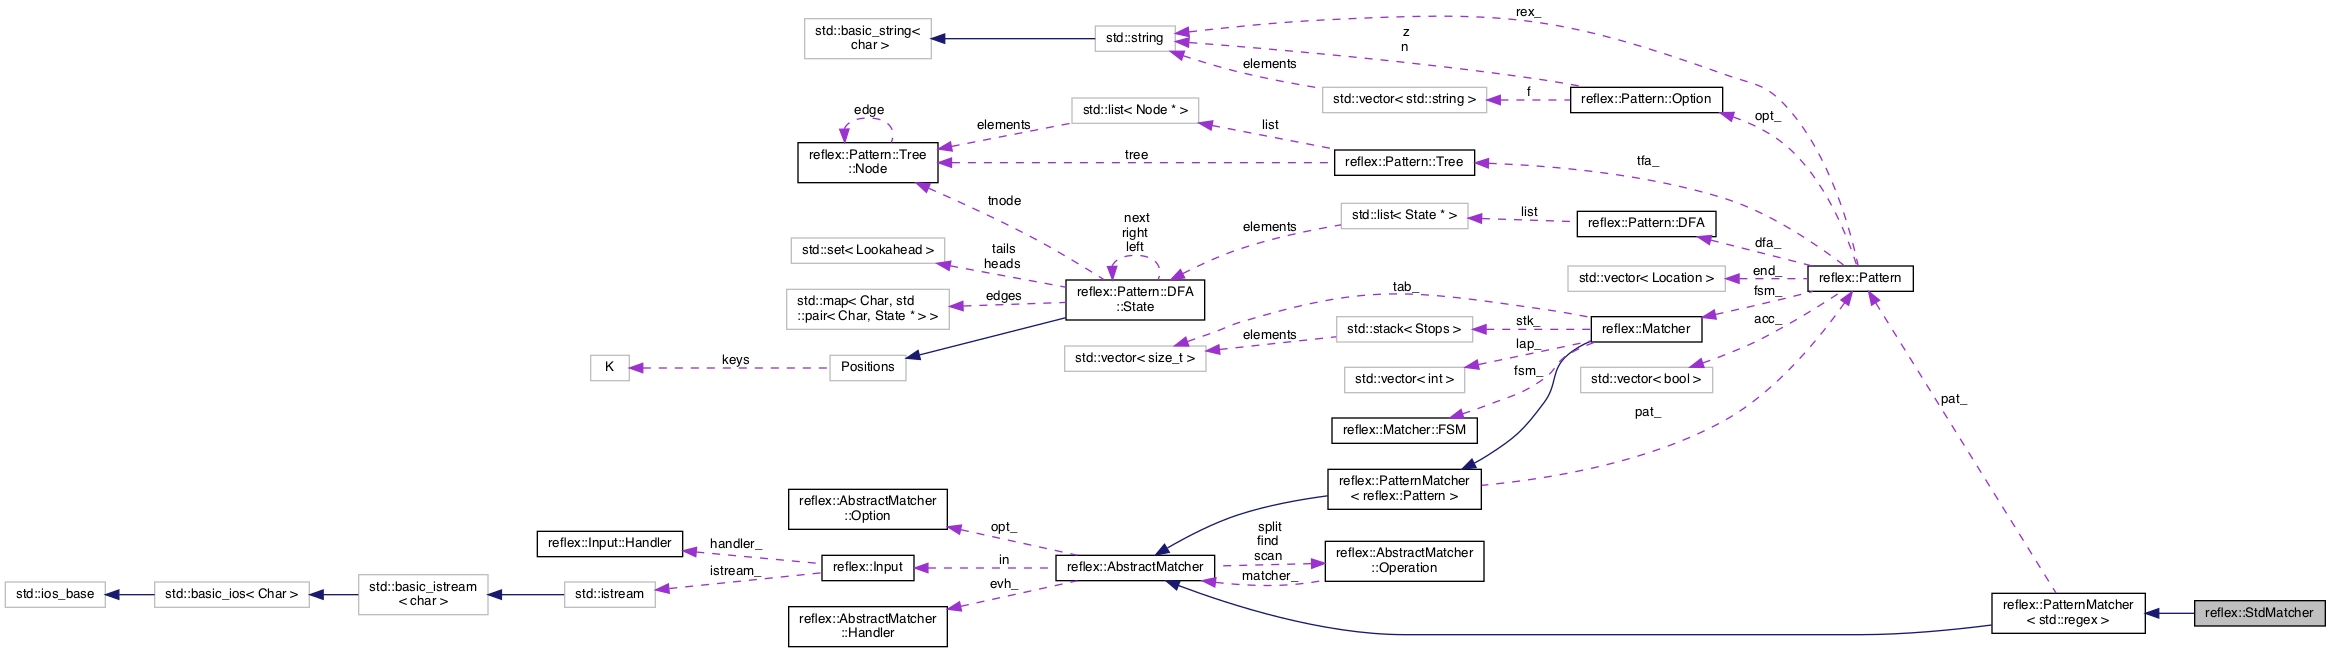 rex_
std::basic_string<
char >
std::string
z
n
elements
std::vector< std::string >
f
reflex::Pattern::Option
opt_
edge
std::list< Node * >
elements
list
reflex::Pattern::Tree
::Node
tree
reflex::Pattern::Tree
tfa_
tnode
std::list< State * >
list
reflex::Pattern::DFA
next
right
left
elements
std::set< Lookahead >
tails
heads
dfa_
std::vector< Location >
end_
reflex::Pattern
std::map< Char, std
::pair< Char, State * > >
edges
reflex::Pattern::DFA
::State
tab_
fsm_
acc_
std::stack< Stops >
stk_
reflex::Matcher
elements
std::vector< size_t >
lap_
K
keys
Positions
std::vector< int >
fsm_
std::vector< bool >
pat_
pat_
reflex::Matcher::FSM
reflex::PatternMatcher
< reflex::Pattern >
reflex::AbstractMatcher
::Option
opt_
split
find
scan
reflex::Input::Handler
handler_
in
reflex::Input
reflex::AbstractMatcher
reflex::AbstractMatcher
::Operation
matcher_
istream_
evh_
std::ios_base
std::basic_ios< Char >
std::basic_istream
< char >
std::istream
reflex::AbstractMatcher
::Handler
reflex::PatternMatcher
< std::regex >
reflex::StdMatcher